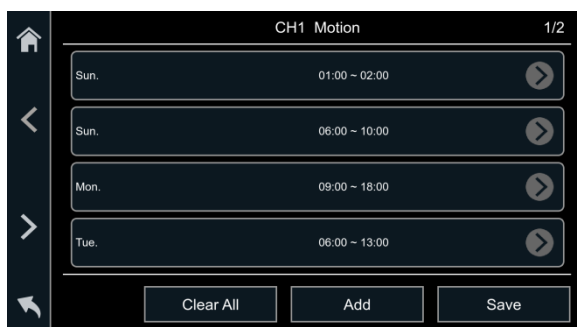 CH1 Motion 1/2
Sun. 01:00 ~ 02:00
Sun. 06:00 ~ 10:00
Mon. 09:00 ~ 18:00
Tue. 06:00 ~ 13:00
Clear All Add Save